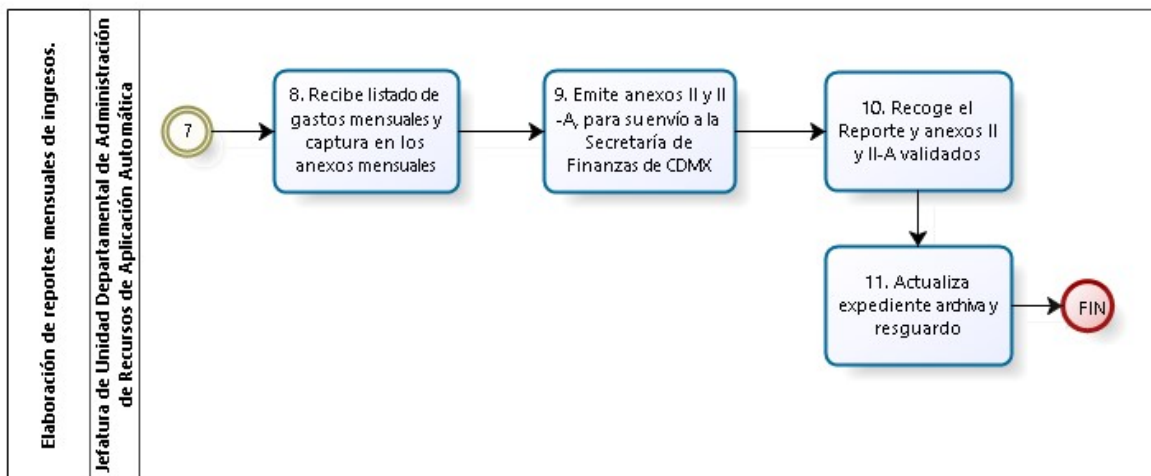 Elaboración de reportes mensuales de ingresos.
Jefatura de Unidad Departamental de Administración
de Recursos de Aplicación Automática
7
8. Recibe listado de
gastos mensuales y
captura en los
anexos mensuales
9. Emite anexos II y II
-A, para su envío a la
Secretaría de
Finanzas de CDMX
10. Recoge el
Reporte y anexos II
y II-A validados
11. Actualiza
expediente archiva y
resguardo
FIN